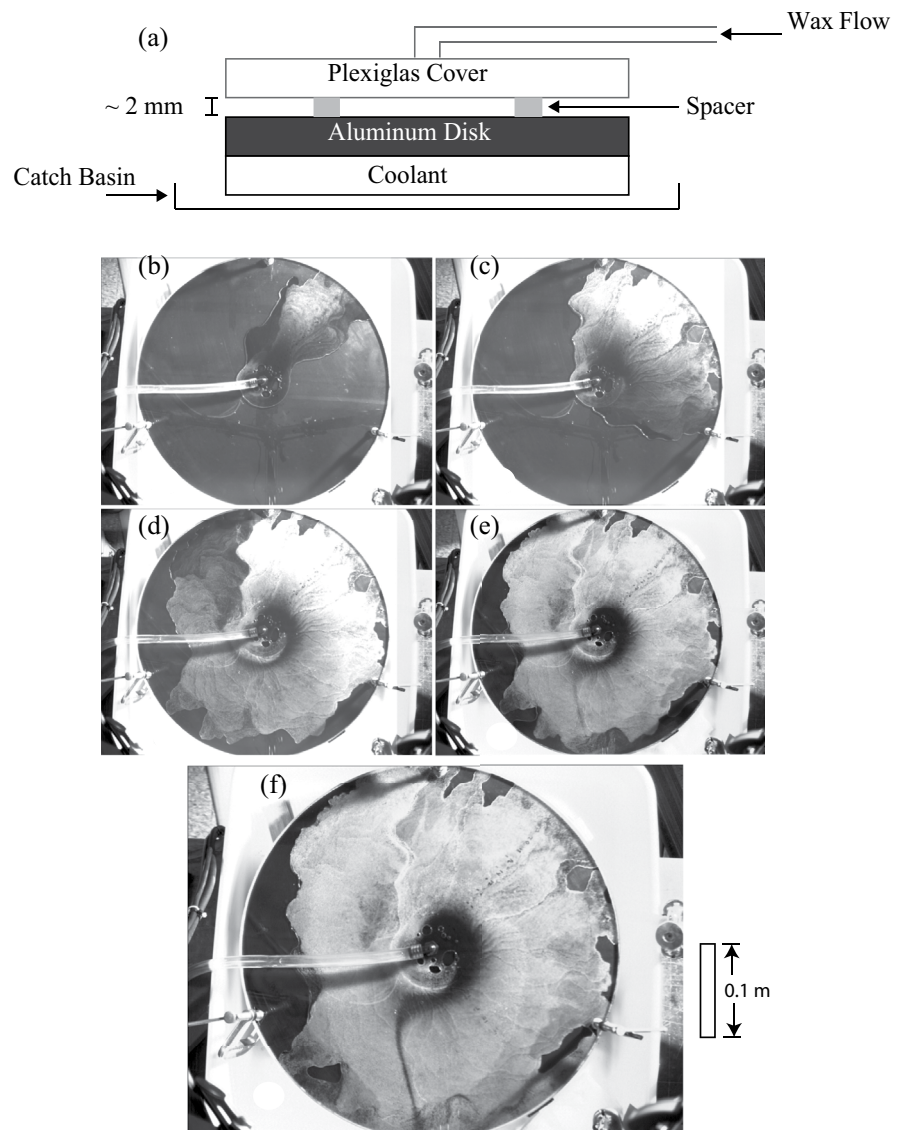 (a)
Wax Flow
Plexiglas Cover
~ 2 mm
Spacer
Aluminum Disk
Coolant
Catch Basin
(b)
(c)
(d)
(e)
(f)
0.1 m